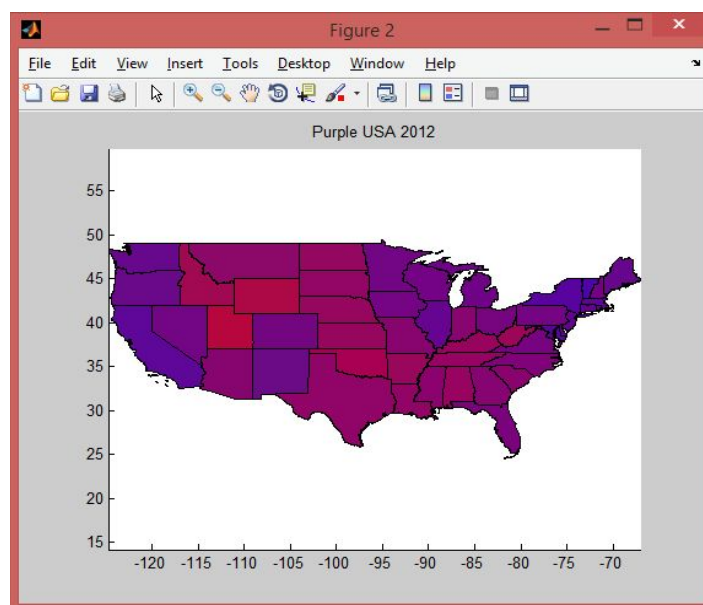 Figure 2
File Edit View Insert Tools Desktop Window Help
Purple USA 2012
55
50
45
40
35
30
25
20
15
-120 -115 -110 -105 -100 -95 -90 -85 -80 -75 -70